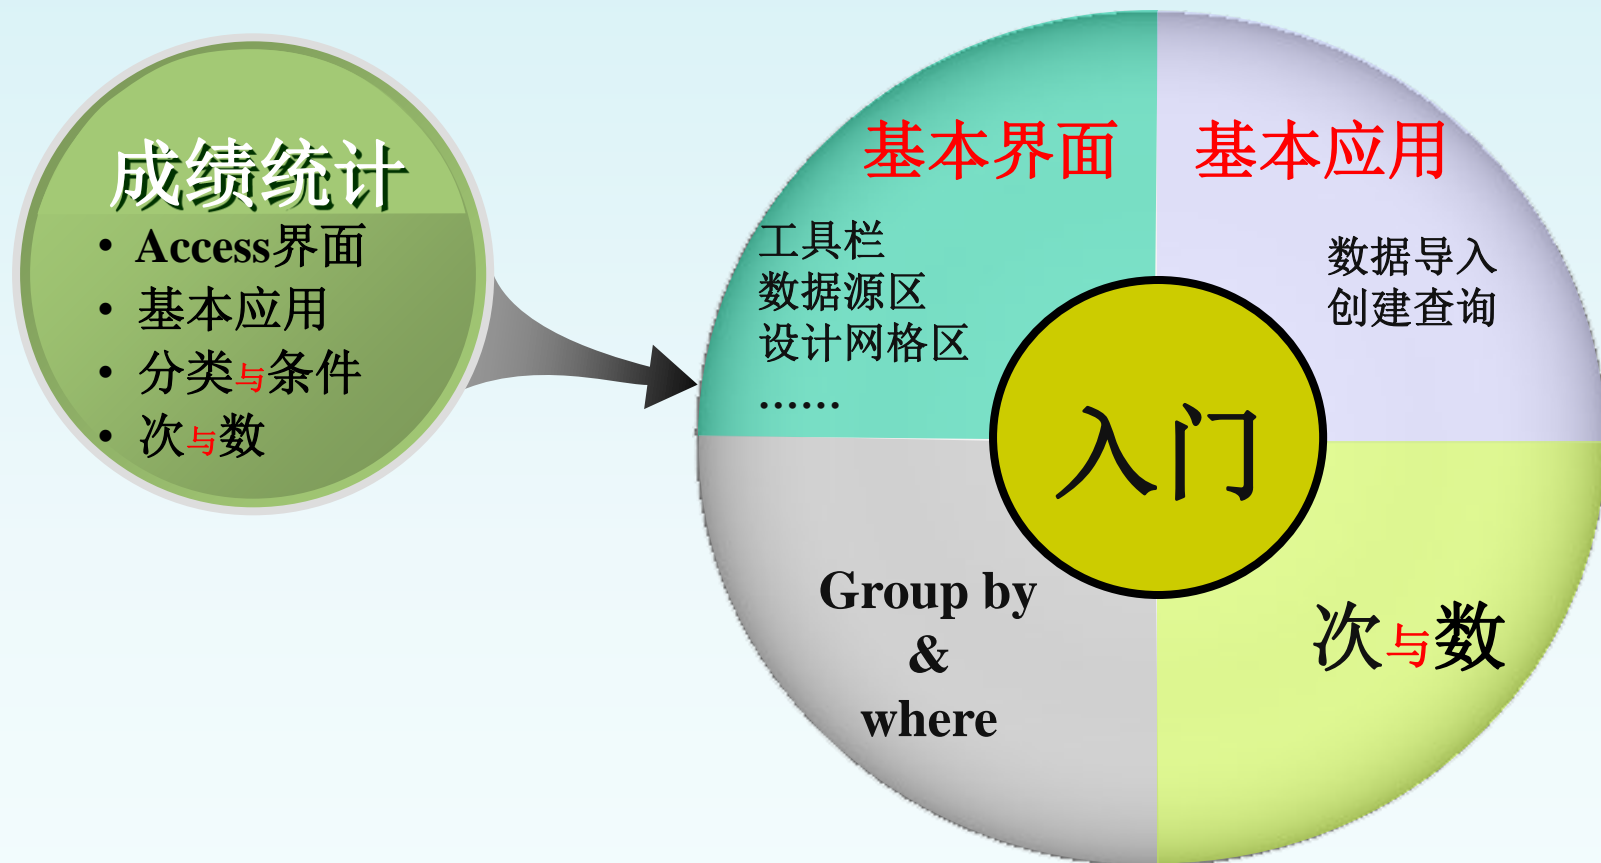 成绩统计
• Access界面
• 基本应用
• 分类与条件
• 次与数
基本界面
工具栏
数据源区
设计网格区
……
基本应用
数据导入
创建查询
入门
Group by
&
where
次与数